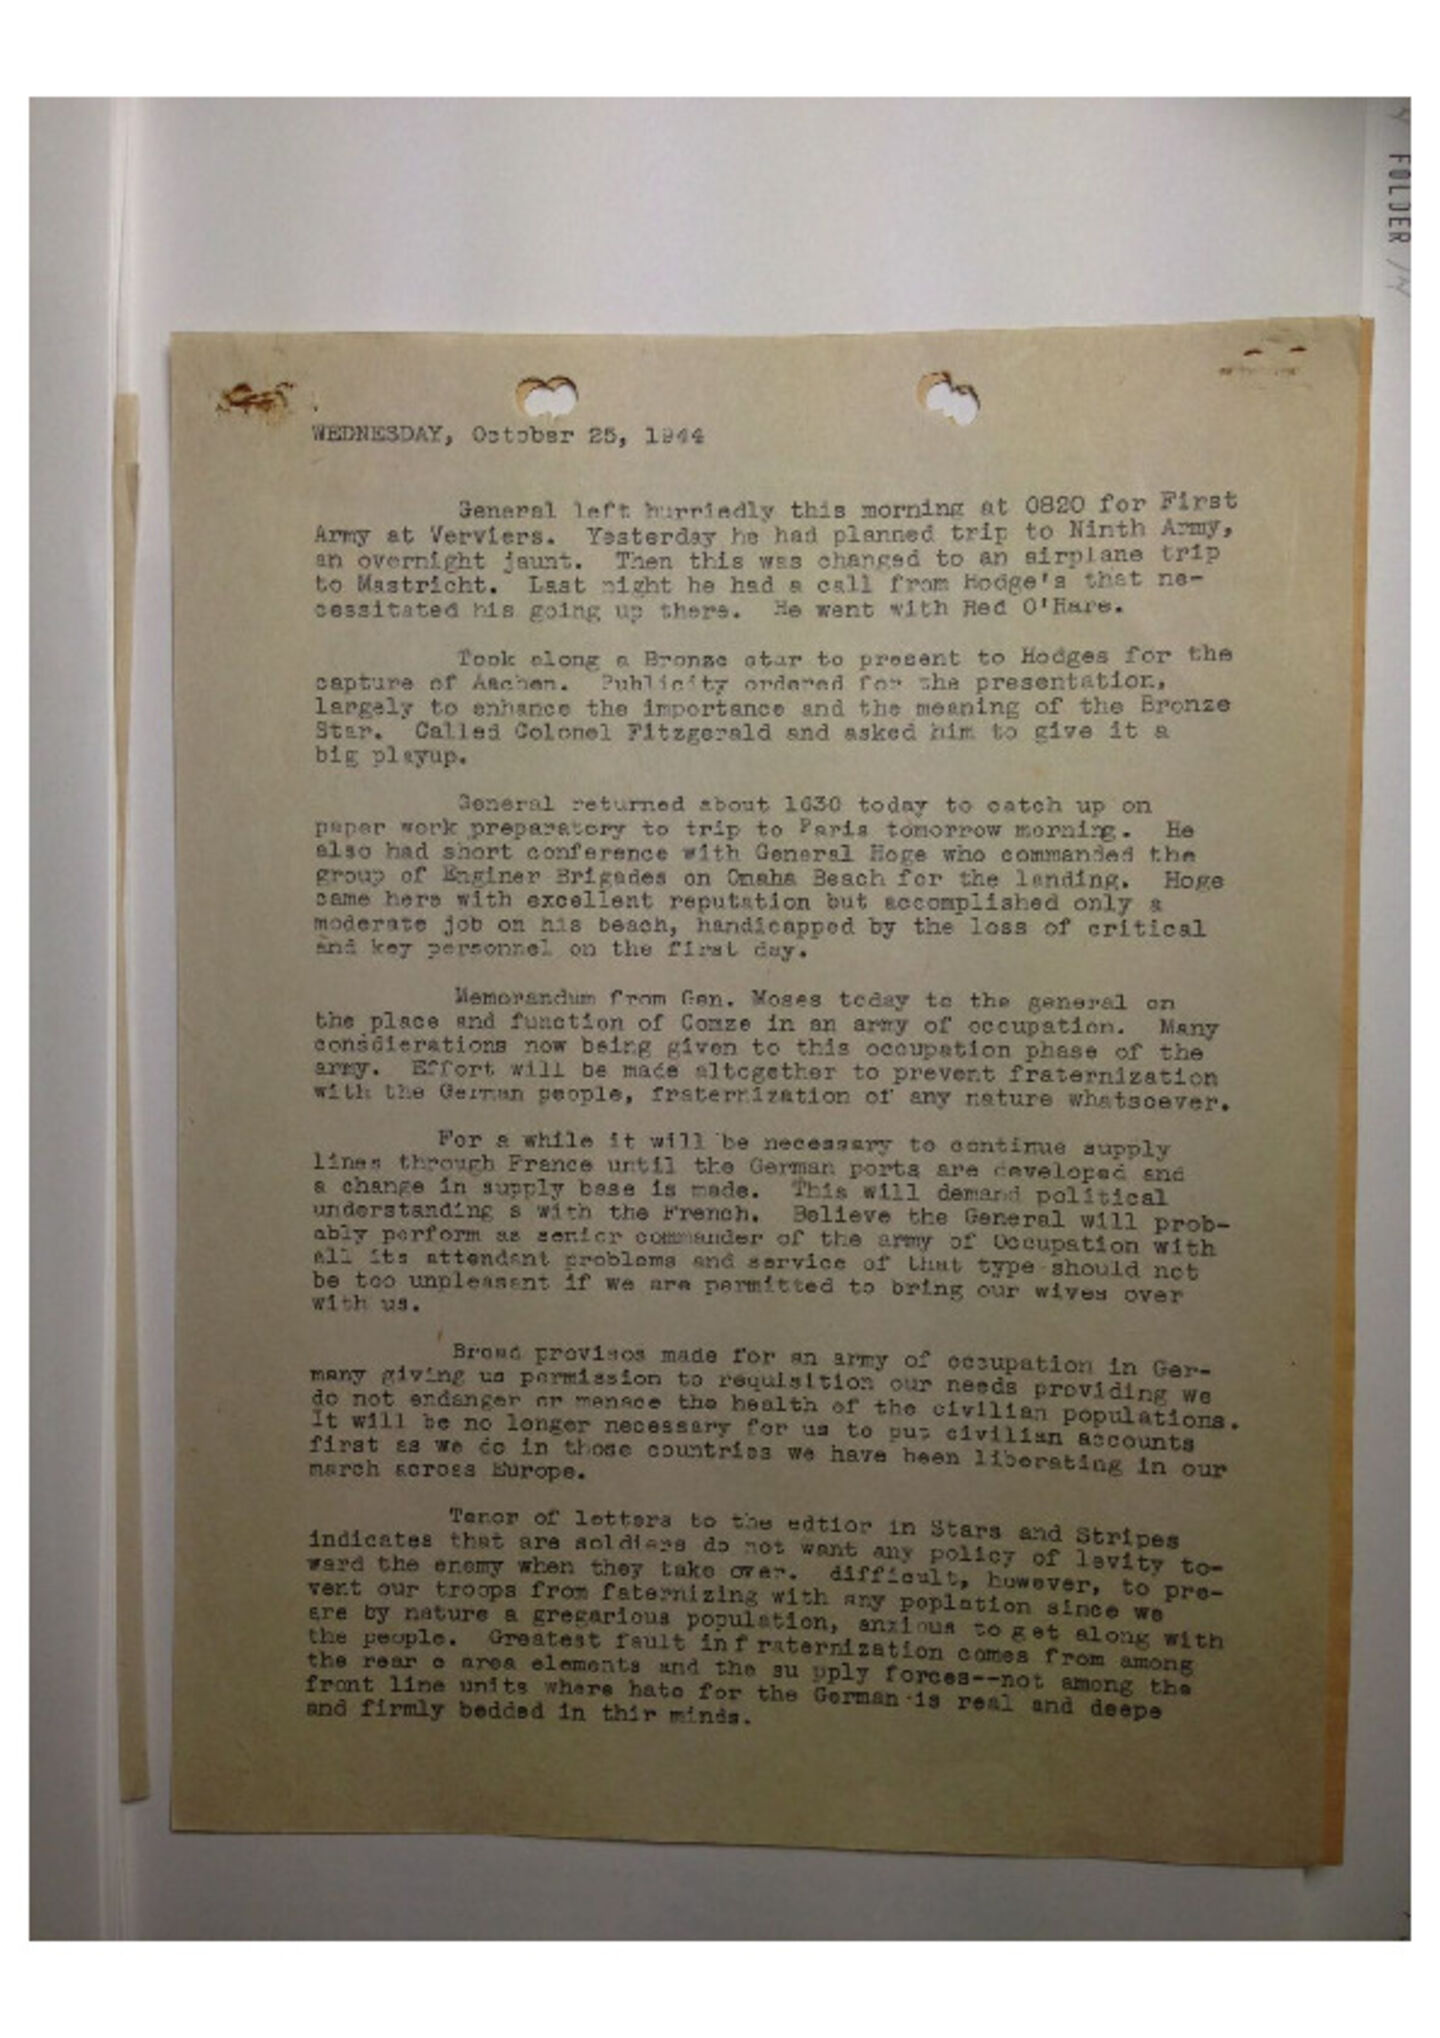 FOLDER
WEDNESDAY, October 25, 1944
General left hurriedly this morning at 0820 for First
Army at Verviers. Yesterday he had planned trip to Ninth Army,
an overnight jaunt. Then this was changed to an airplane trip
to Mastricht. Last night he had a call from Hodge's that ne-
cessitated his going up there. He went with Red O'Hare.
Took along a Bronze star to present to Hodges for the
capture of Aachen. Publicity ordered for the presentation,
largely to enhance the importance and the meaning of the Bronze
Star. Called Colonel Fitzgerald and asked him to give it a
big playup.
General returned about 1630 today to catch up on
paper work preparatory to trip to Paris tomorrow morning. He
also had short conference with General Hoge who commanded the
group of Enginer Brigades on Omaha Beach for the landing. Hoge
came here with excellent reputation but accomplished only a
moderate job on his beach, handicapped by the loss of critical
and key personnel on the first day.
Memorandum from Gen. Moses today to the general on
the place and function of Comze in an army of occupation. Many
consdierations now being given to this occupation phase of the
army. Effort will be made altogether to prevent fraternization
with the German people, fraternization of any nature whatsoever.
For a while it will be necessary to continue supply
lines through France until the German ports are developed and
a change in supply base is made. This will demand political
understanding s with the French. Believe the General will prob-
ably perform as senior commander of the army of Occupation with
all its attendant problems and service of that type should not
be too unpleasant if we are permitted to bring our wives over
with us.
Broad provisos made for an army of occupation in Ger-
many giving us permission to requisition our needs providing we
do not endanger or menace the health of the civilian populations.
It will be no longer necessary for us to put civilian accounts
first as we do in those countries we have been liberating in our
march across Europe.
Tenor of letters to the edtior in Stars and Stripes
indicates that are soldiers do not want any policy of levity to-
ward the enemy when they take over. difficult, however, to pre-
vent our troops from faternizing with any poplation since we
are by nature a gregarious population, anxious to get along with
the people. Greatest fault inf raternization comes from among
the rear e area elements and the su pply forces--not among the
front line units where hate for the German is real and deepe
and firmly bedded in thir minds.